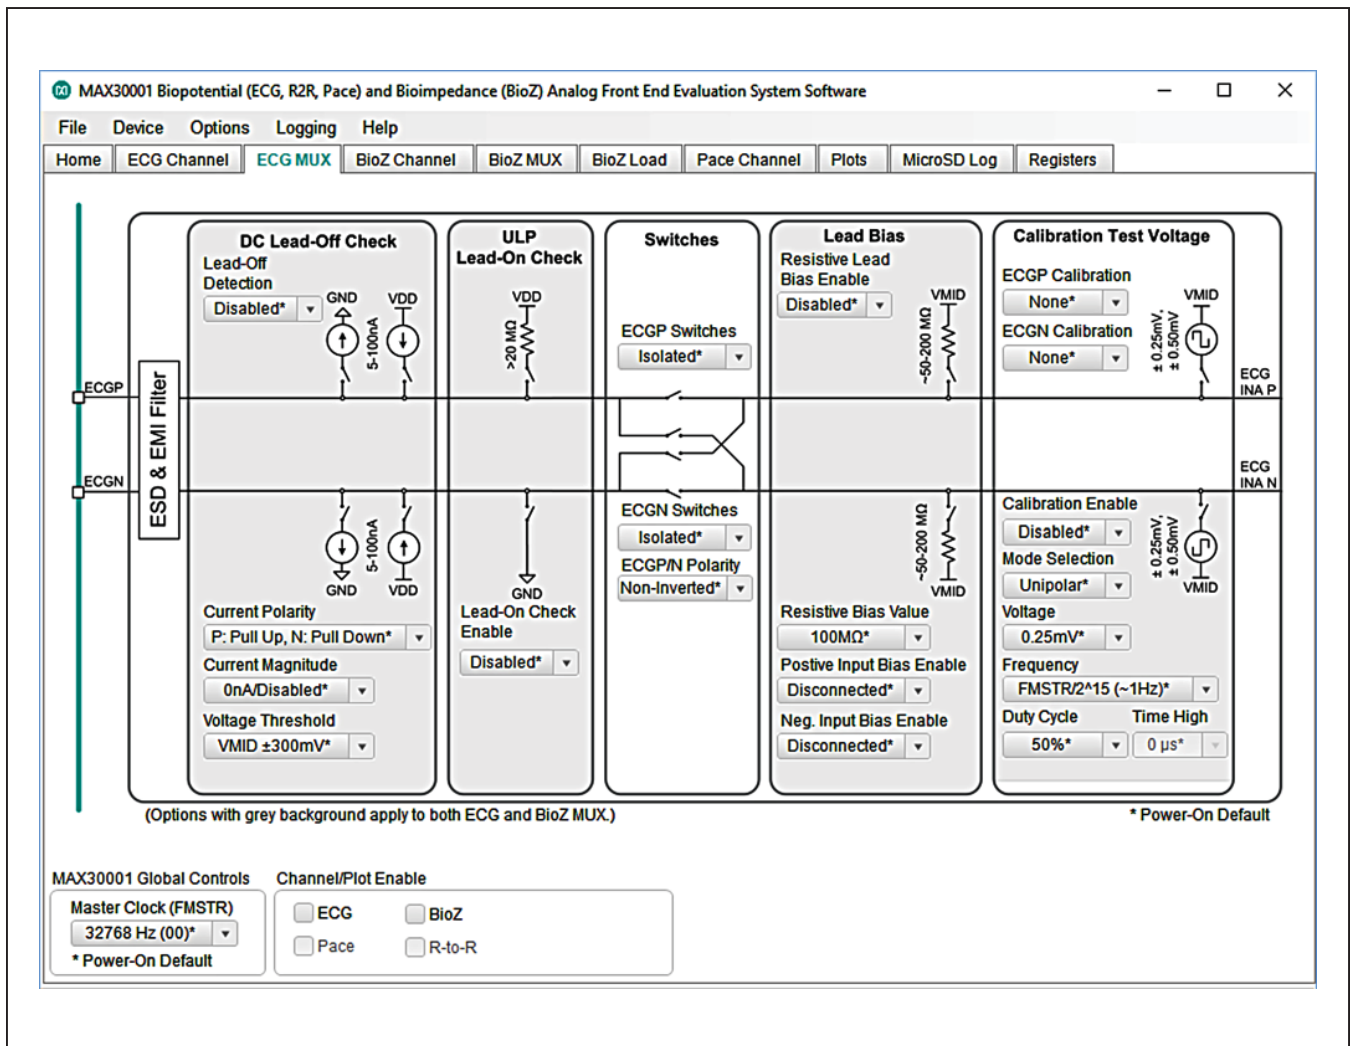 MAX30001 Biopotential (ECG, R2R, Pace) and Bioimpedance (BioZ) Analog Front End Evaluation System Software
File Device Options Logging Help
Home ECG Channel ECG MUX BioZ Channel BioZ MUX BioZ Load Pace Channel Plots MicroSD Log Registers
DC Lead-Off Check
Lead-Off
Detection
Disabled*
GND VDD
5-100nA
ULP
Lead-On Check
VDD
>20 MΩ
Switches
ECGP Switches
Isolated*
Lead Bias
Resistive Lead
Bias Enable
Disabled*
VMID
~50-200 MΩ
Calibration Test Voltage
ECGP Calibration
None*
ECGN Calibration
None*
VMID
± 0.25mV,
± 0.50mV
ECGP
ECGN
ESD & EMI Filter
ECG
INA P
ECG
INA N
5-100nA
GND VDD
Current Polarity
P: Pull Up, N: Pull Down*
Current Magnitude
0nA/Disabled*
Voltage Threshold
VMID ±300mV*
GND
Lead-On Check
Enable
Disabled*
ECGN Switches
Isolated*
ECGP/N Polarity
Non-Inverted*
~50-200 MΩ
VMID
Resistive Bias Value
100MΩ*
Postive Input Bias Enable
Disconnected*
Neg. Input Bias Enable
Disconnected*
Calibration Enable
Disabled*
Mode Selection
Unipolar*
± 0.25mV,
± 0.50mV
VMID
Voltage
0.25mV*
Frequency
FMSTR/2^15 (~1Hz)*
Duty Cycle Time High
50%* 0 µs*
(Options with grey background apply to both ECG and BioZ MUX.)
* Power-On Default
MAX30001 Global Controls
Master Clock (FMSTR)
32768 Hz (00)*
* Power-On Default
Channel/Plot Enable
ECG BioZ
Pace R-to-R